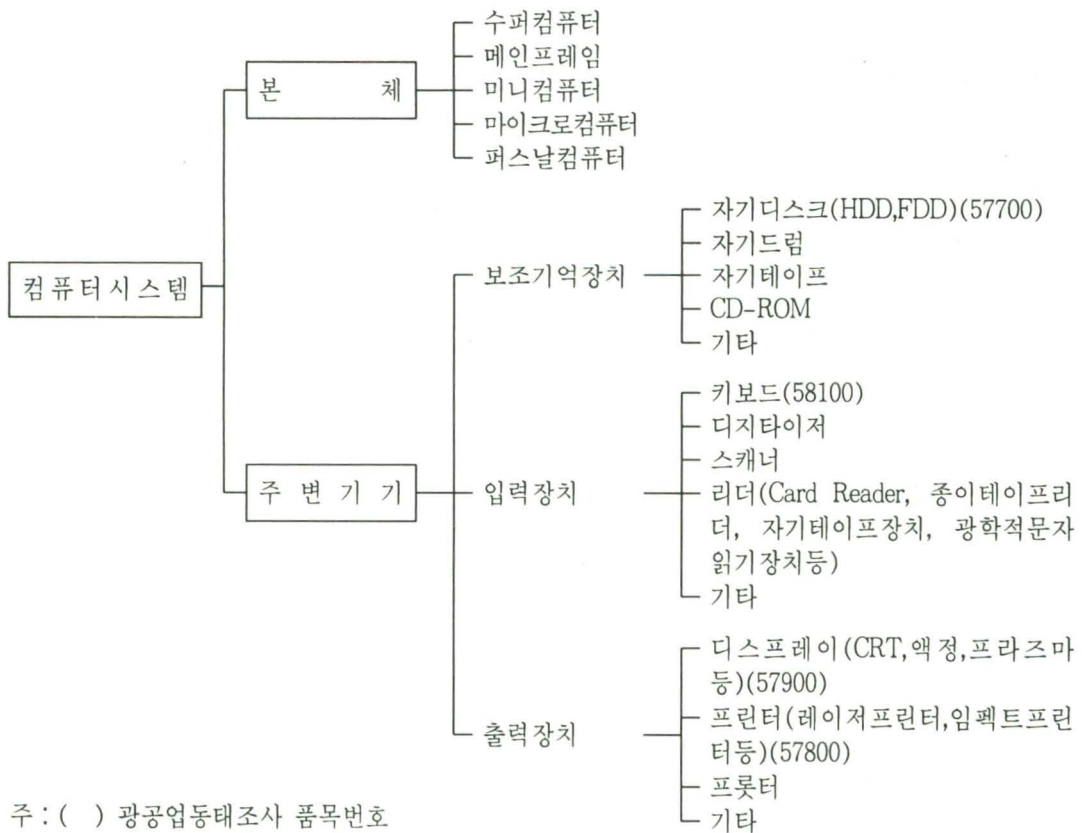 수퍼컴퓨터
메인프레임
본 체
미니컴퓨터
마이크로컴퓨터
퍼스날컴퓨터
컴퓨터시스템
보조기억장치
자기디스크(HDD,FDD)(57700)
자기드럼
자기테이프
CD-ROM
기타
주변기기
입력장치
키보드(58100)
디지타이저
스캐너
리더(Card Reader, 종이테이프리
더, 자기테이프장치, 광학적문자
읽기장치등)
기타
출력장치
디스프레이(CRT,액정,프라즈마
등)(57900)
프린터(레이저프린터,임펙트프린
터등)(57800)
프롯터
기타
주 : ( ) 광공업동태조사 품목번호